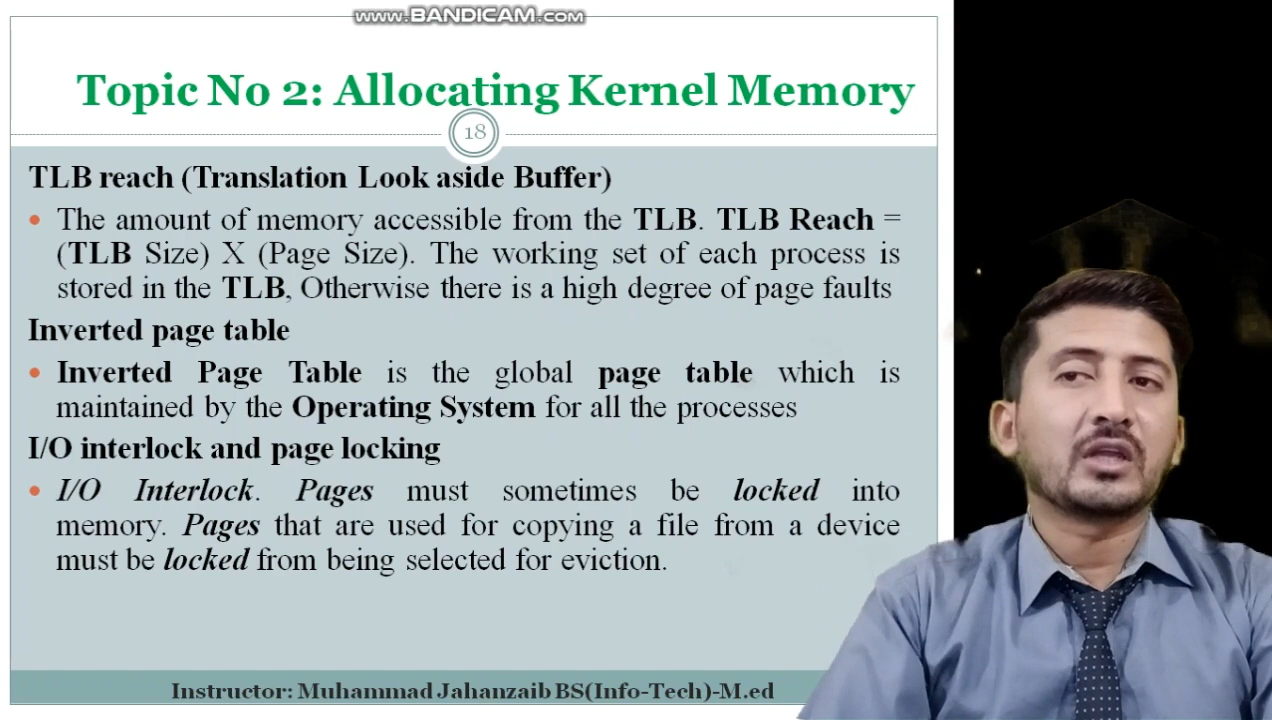 www.BANDICAM.com
Topic No 2: Allocating Kernel Memory
18
TLB reach (Translation Look aside Buffer)
• The amount of memory accessible from the TLB. TLB Reach =
(TLB Size) X (Page Size). The working set of each process is
stored in the TLB, Otherwise there is a high degree of page faults
Inverted page table
• Inverted Page Table is the global page table which is
maintained by the Operating System for all the processes
I/O interlock and page locking
• I/O Interlock. Pages must sometimes be locked into
memory. Pages that are used for copying a file from a device
must be locked from being selected for eviction.
Instructor: Muhammad Jahanzaib BS(Info-Tech)-M.ed